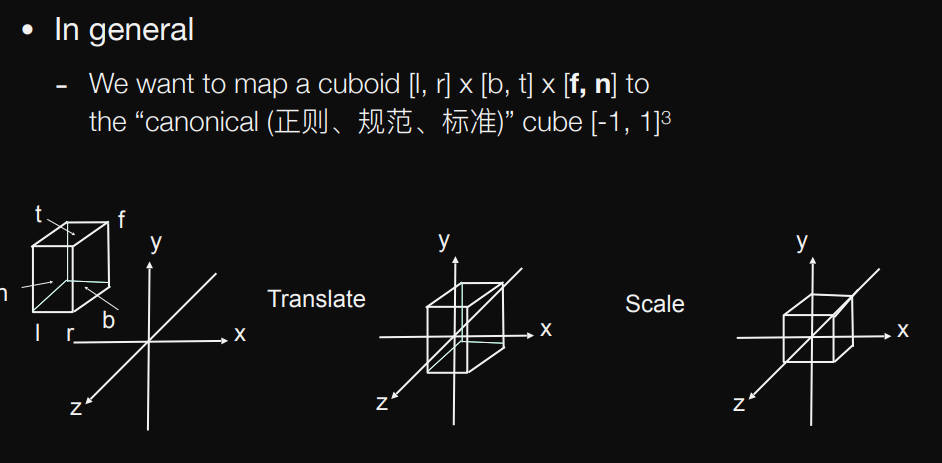 • In general
- We want to map a cuboid [l, r] x [b, t] x [f, n] to
the “canonical (正则、规范、标准)” cube [-1, 1]³
t
f
y
n
l
r
b
x
z
Translate
y
x
z
Scale
y
x
z